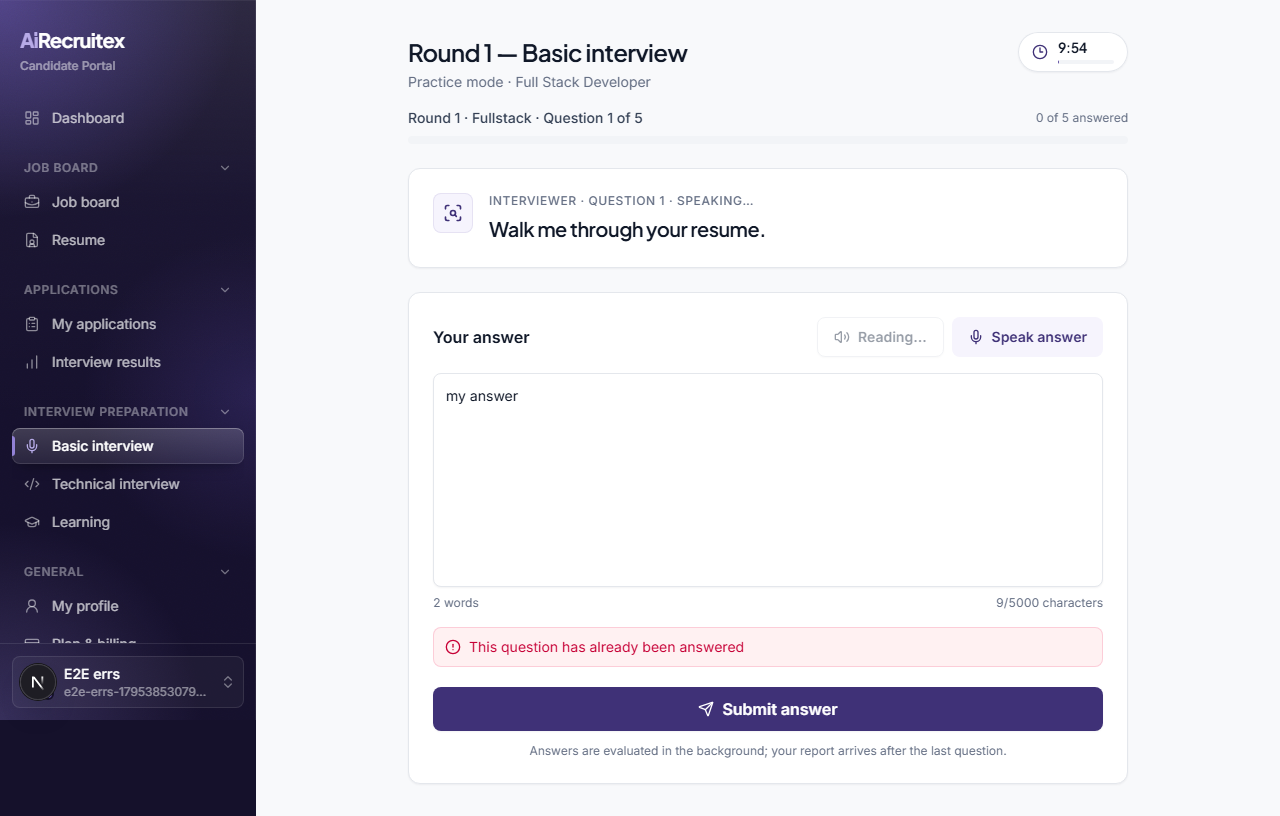 AiRecruitex
Candidate Portal
Dashboard
JOB BOARD
Job board
Resume
APPLICATIONS
My applications
Interview results
INTERVIEW PREPARATION
Basic interview
Technical interview
Learning
GENERAL
My profile
Plan & billing
N
E2E errs
e2e-errs-17953853079...
Round 1 — Basic interview
9:54
Practice mode · Full Stack Developer
Round 1 · Fullstack · Question 1 of 5
0 of 5 answered
INTERVIEWER · QUESTION 1 · SPEAKING...
Walk me through your resume.
Your answer
Reading...
Speak answer
my answer
2 words
9/5000 characters
This question has already been answered
Submit answer
Answers are evaluated in the background; your report arrives after the last question.